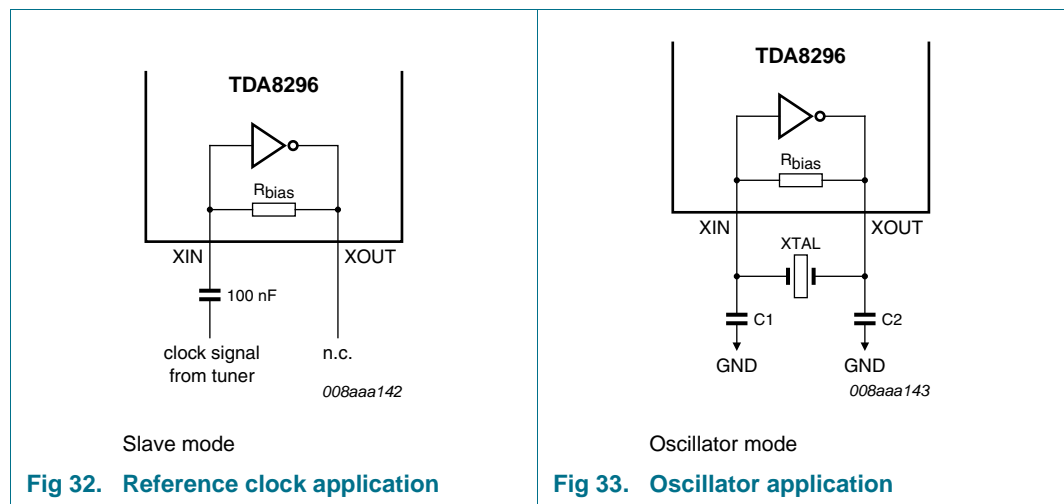 TDA8296
Rbias
XIN
XOUT
100 nF
clock signal
from tuner
n.c.
008aaa142
Slave mode
Fig 32. Reference clock application
TDA8296
Rbias
XIN
XOUT
XTAL
C1
C2
GND
GND
008aaa143
Oscillator mode
Fig 33. Oscillator application